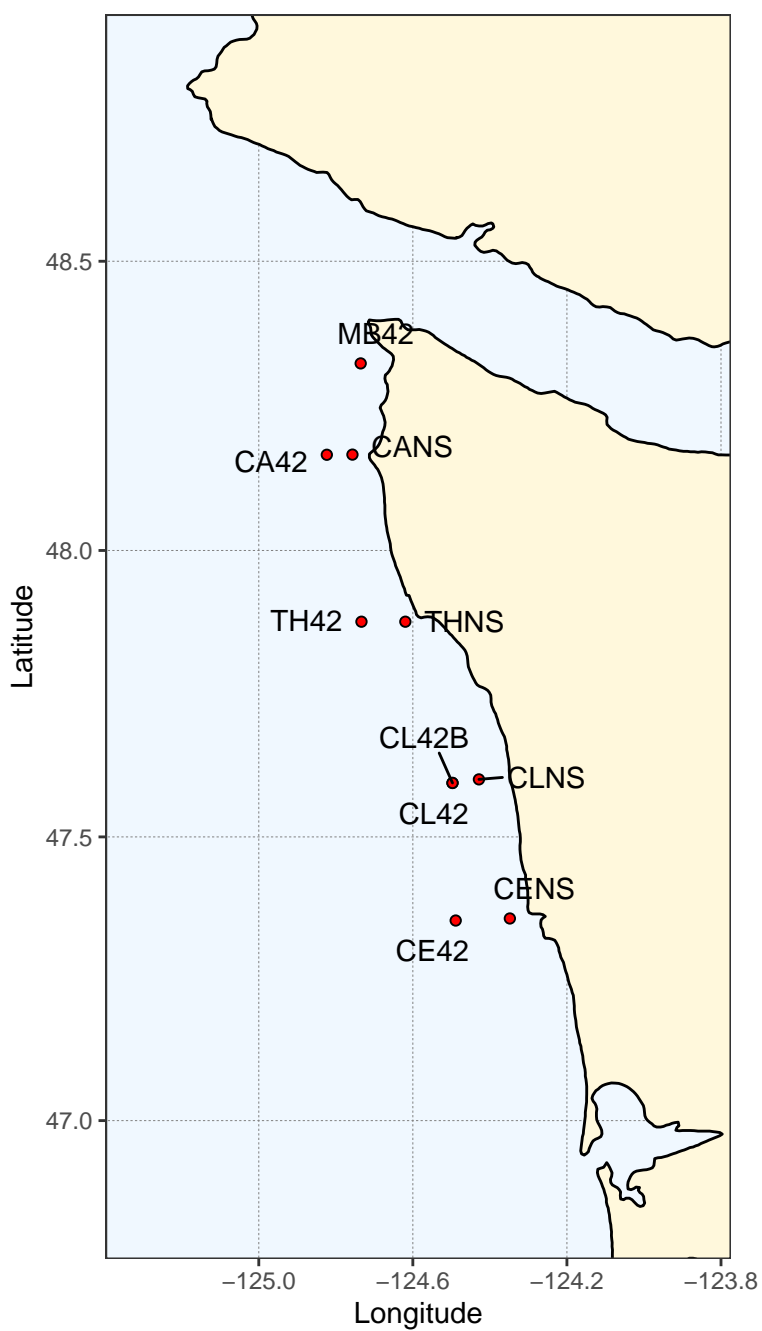 48.5
MB42
CANS
CA42
48.0
TH42
THNS
Latitude
CL42B
CLNS
CL42
47.5
CENS
CE42
47.0
−125.0
−124.6
−124.2
−123.8
Longitude